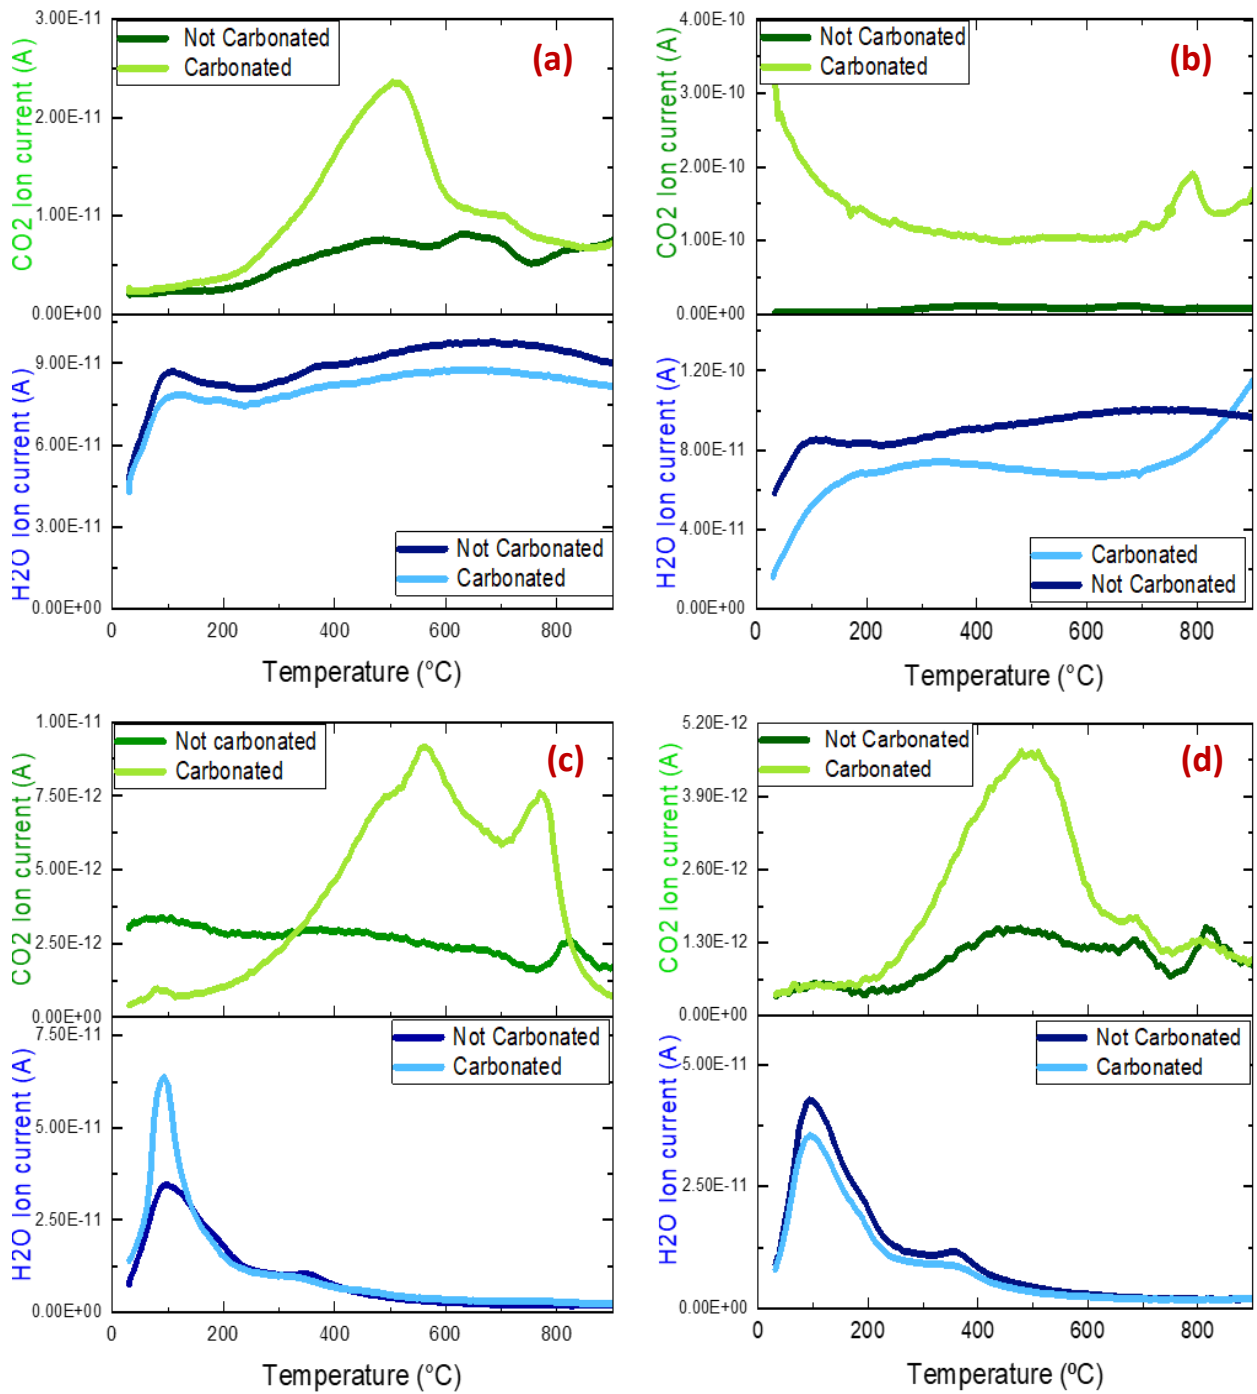 3.00E-11
Not Carbonated
Carbonated
(a)
2.00E-11
1.00E-11
0.00E+00
CO2 Ion current (A)
9.00E-11
6.00E-11
3.00E-11
0.00E+00
H2O Ion current (A)
Not Carbonated
Carbonated
0 200 400 600 800
Temperature (°C)
4.00E-10
Not Carbonated
Carbonated
(b)
3.00E-10
2.00E-10
1.00E-10
0.00E+00
CO2 Ion current (A)
1.20E-10
8.00E-11
4.00E-11
0.00E+00
H2O Ion current (A)
Carbonated
Not Carbonated
0 200 400 600 800
Temperature (°C)
1.00E-11
Not carbonated
Carbonated
(c)
7.50E-12
5.00E-12
2.50E-12
0.00E+00
CO2 Ion current (A)
7.50E-11
5.00E-11
2.50E-11
0.00E+00
H2O Ion current (A)
Not Carbonated
Carbonated
0 200 400 600 800
Temperature (°C)
5.20E-12
Not Carbonated
Carbonated
(d)
3.90E-12
2.60E-12
1.30E-12
0.00E+00
CO2 Ion current (A)
5.00E-11
2.50E-11
0.00E+00
H2O Ion current (A)
Not Carbonated
Carbonated
0 200 400 600 800
Temperature (ºC)